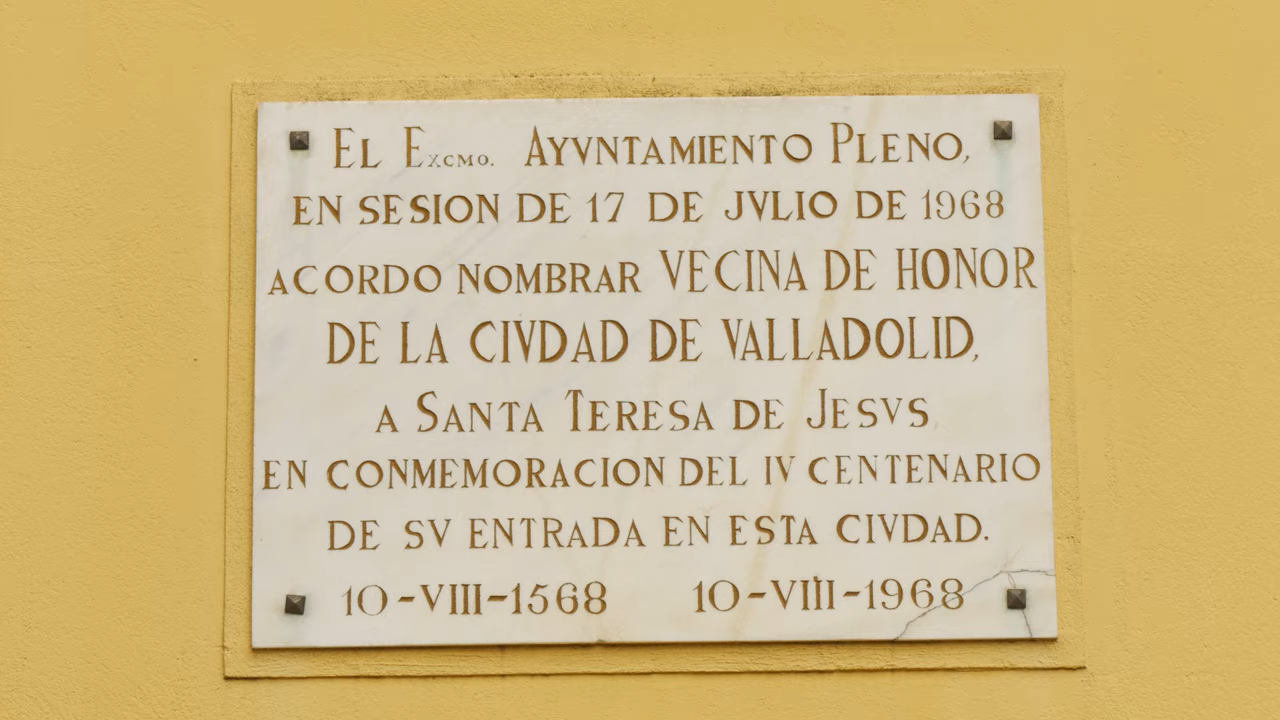 El Excmo. Ayvntamiento Pleno,
EN SESION DE 17 DE JVLIO DE 1968
ACORDO NOMBRAR VECINA DE HONOR
DE LA CIVDAD DE VALLADOLID,
A SANTA TERESA DE JESVS,
EN CONMEMORACION DEL IV CENTENARIO
DE SV ENTRADA EN ESTA CIVDAD.
10-VIII-1568 10-VIII-1968